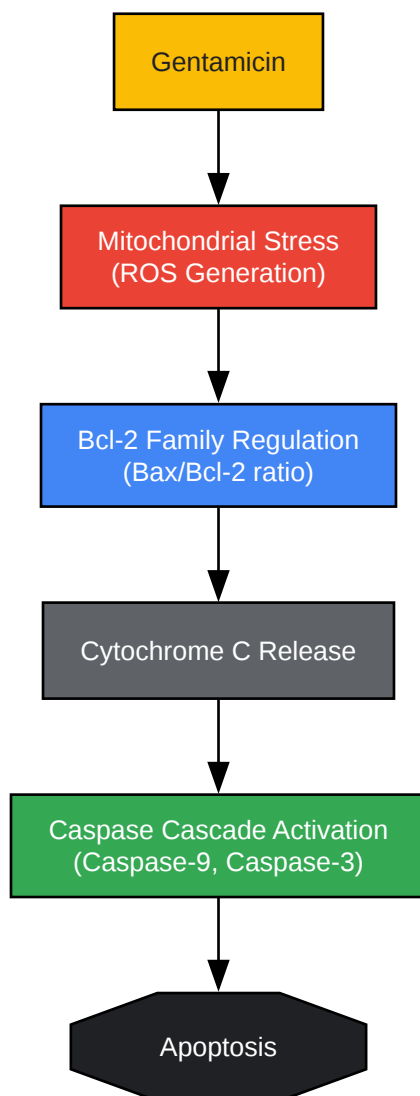 Gentamicin
Mitochondrial Stress
(ROS Generation)
Bcl-2 Family Regulation
(Bax/Bcl-2 ratio)
Cytochrome C Release
Caspase Cascade Activation
(Caspase-9, Caspase-3)
Apoptosis